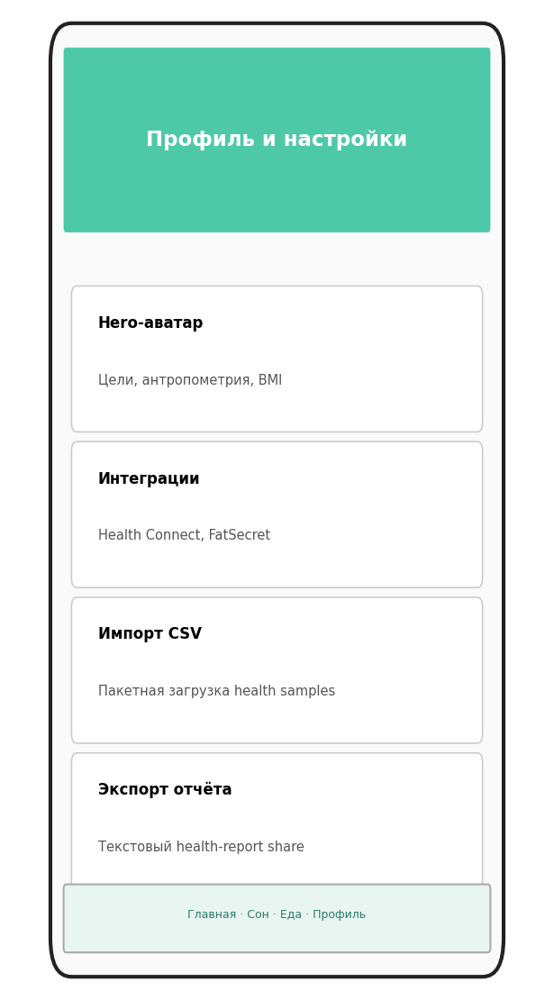 Профиль и настройки
Hero-аватар
Цели, антропометрия, BMI
Интеграции
Health Connect, FatSecret
Импорт CSV
Пакетная загрузка health samples
Экспорт отчёта
Текстовый health-report share
Главная · Сон · Еда · Профиль